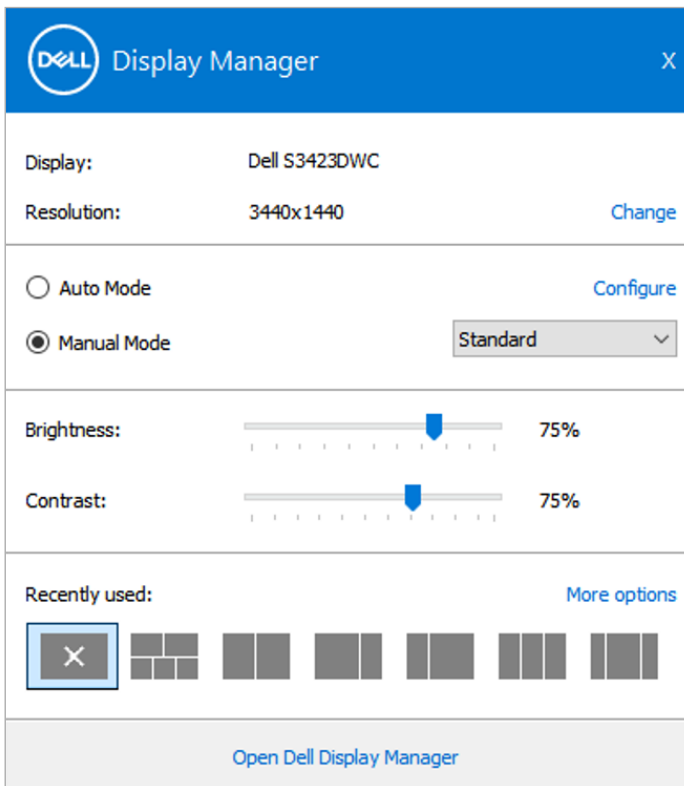 DELL Display Manager X
Display: Dell S3423DWC
Resolution: 3440x1440 Change
Auto Mode Configure
Manual Mode Standard
Brightness: 75%
Contrast: 75%
Recently used: More options
Open Dell Display Manager